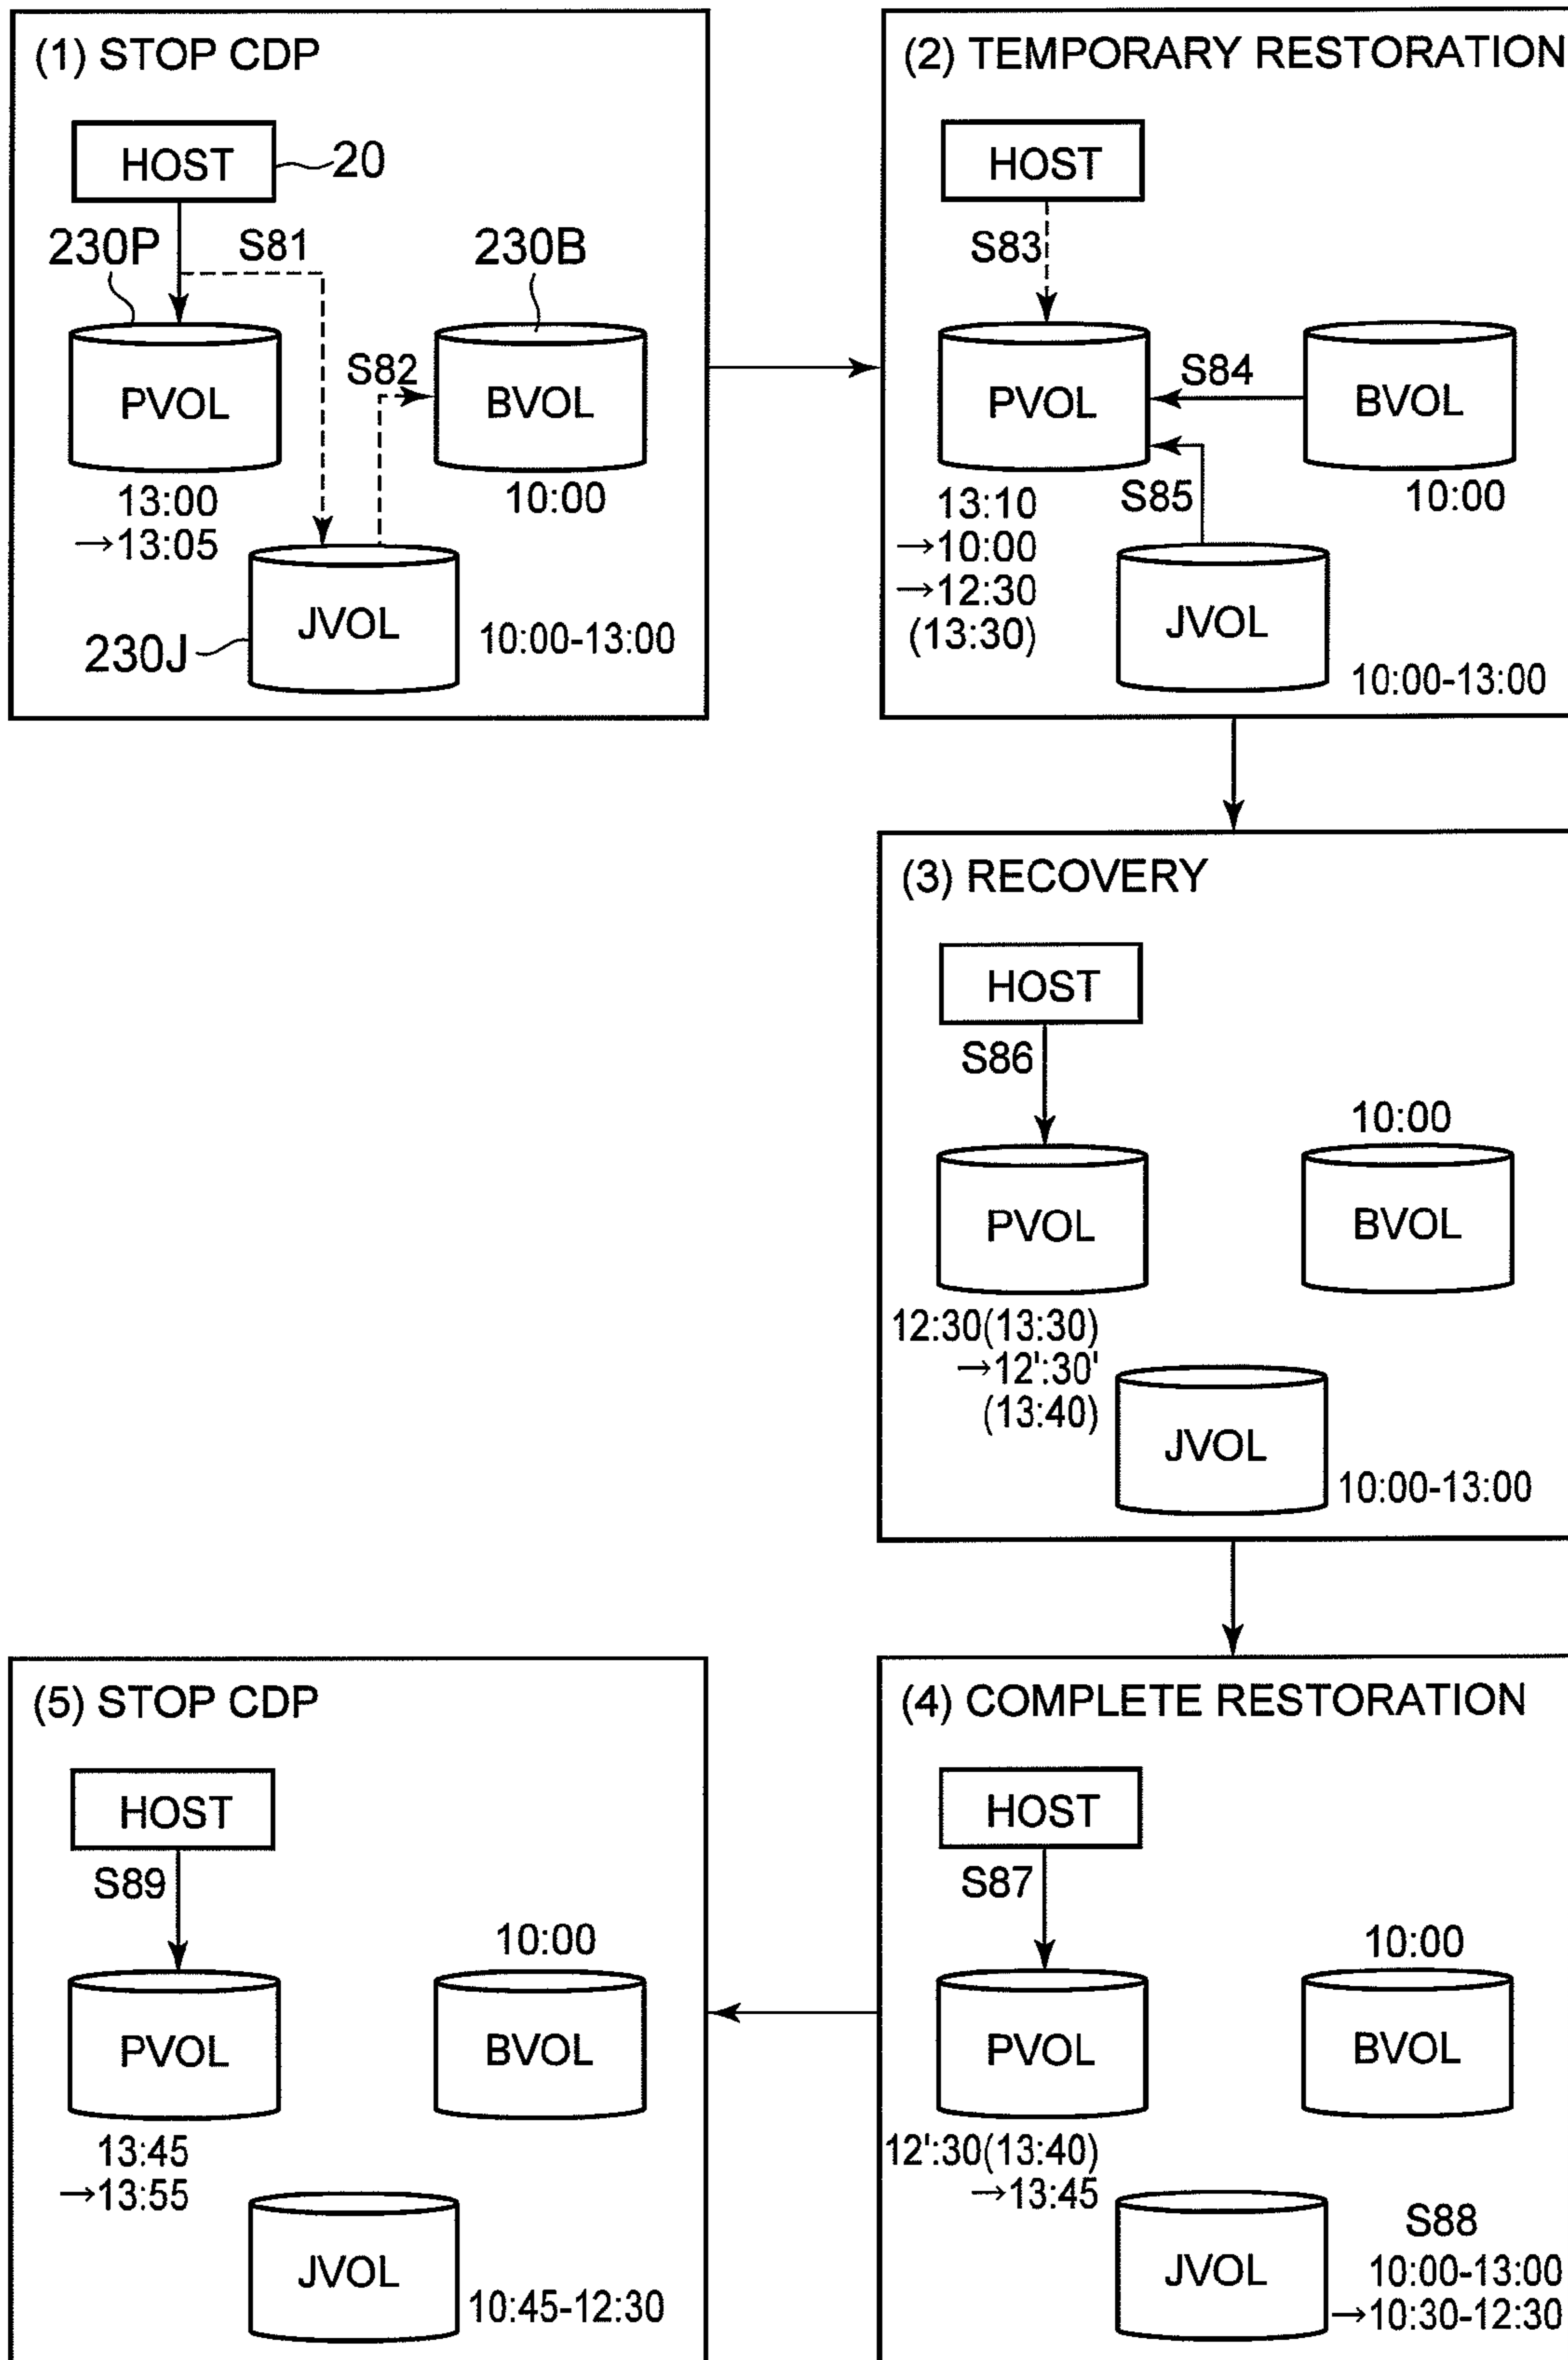 (1) STOP CDP
HOST
20
230P
S81
230B
PVOL
S82
BVOL
13:00
→13:05
10:00
JVOL
230J
10:00-13:00
(2) TEMPORARY RESTORATION
HOST
S83
PVOL
S84
BVOL
13:10
→10:00
→12:30
(13:30)
S85
10:00
JVOL
10:00-13:00
(3) RECOVERY
HOST
S86
10:00
PVOL
BVOL
12:30(13:30)
→12':30'
(13:40)
JVOL
10:00-13:00
(4) COMPLETE RESTORATION
HOST
S87
10:00
PVOL
BVOL
12':30(13:40)
→13:45
JVOL
S88
10:00-13:00
→10:30-12:30
(5) STOP CDP
HOST
S89
10:00
PVOL
BVOL
13:45
→13:55
JVOL
10:45-12:30